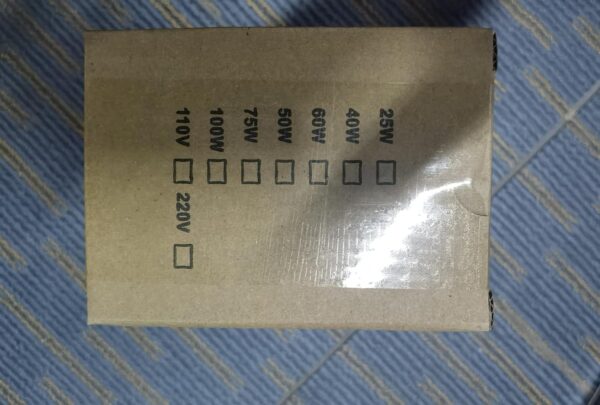 25W ☐
40W ☐
60W ☐
50W ☐
75W ☐
100W ☐
110V ☐ 220V ☐